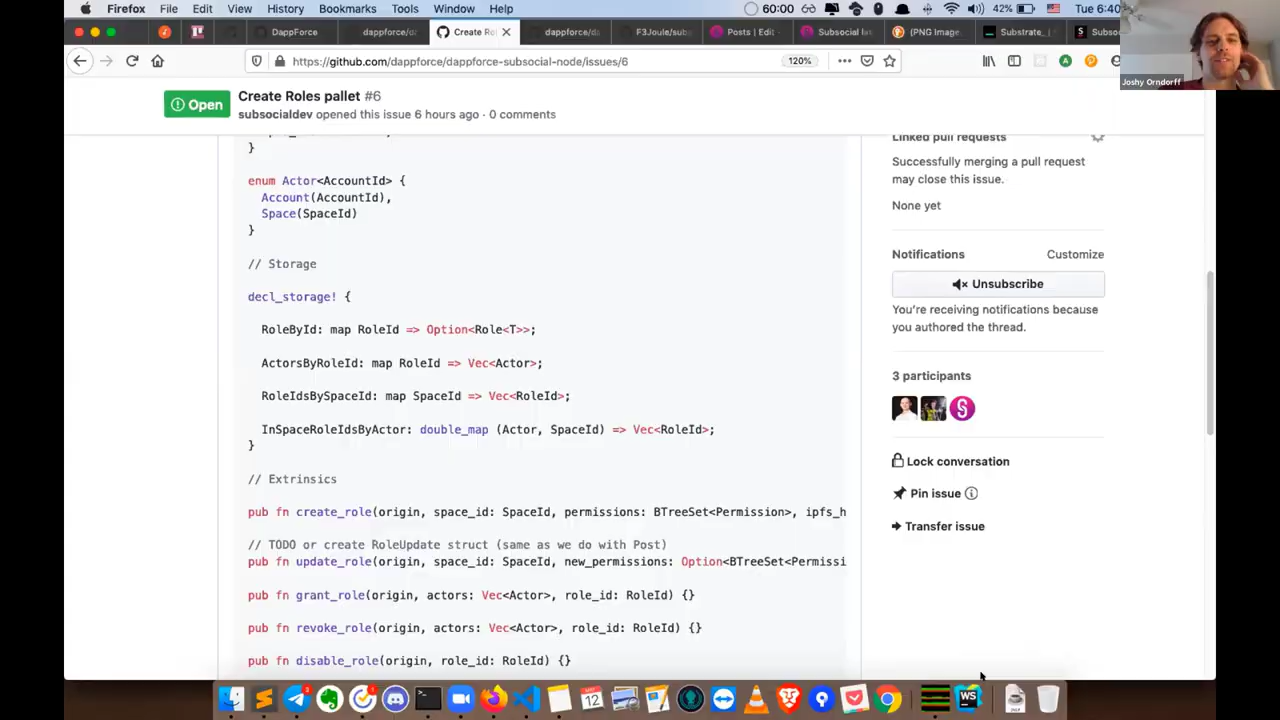 Firefox File Edit View History Bookmarks Tools Window Help
60:00 42% Tue 6:40
DappForce dappforce/ Create Ro dappforce/d F3Joule/sub Posts | Edit - Subsocial (PNG Image, Substrate_ Subso
https://github.com/dappforce/dappforce-subsocial-node/issues/6
120%
Joshy Orndorff
Open
Create Roles pallet #6
subsocialdev opened this issue 6 hours ago · 0 comments
}
enum Actor<AccountId> {
Account(AccountId),
Space(SpaceId)
}
// Storage
decl_storage! {
RoleById: map RoleId => Option<Role<T>>;
ActorsByRoleId: map RoleId => Vec<Actor>;
RoleIdsBySpaceId: map SpaceId => Vec<RoleId>;
InSpaceRoleIdsByActor: double_map (Actor, SpaceId) => Vec<RoleId>;
}
// Extrinsics
pub fn create_role(origin, space_id: SpaceId, permissions: BTreeSet<Permission>, ipfs_h
// TODO or create RoleUpdate struct (same as we do with Post)
pub fn update_role(origin, space_id: SpaceId, new_permissions: Option<BTreeSet<Permissi
pub fn grant_role(origin, actors: Vec<Actor>, role_id: RoleId) {}
pub fn revoke_role(origin, actors: Vec<Actor>, role_id: RoleId) {}
pub fn disable_role(origin, role_id: RoleId) {}
Linked pull requests
Successfully merging a pull request
may close this issue.
None yet
Notifications Customize
Unsubscribe
You're receiving notifications because
you authored the thread.
3 participants
Lock conversation
Pin issue
Transfer issue